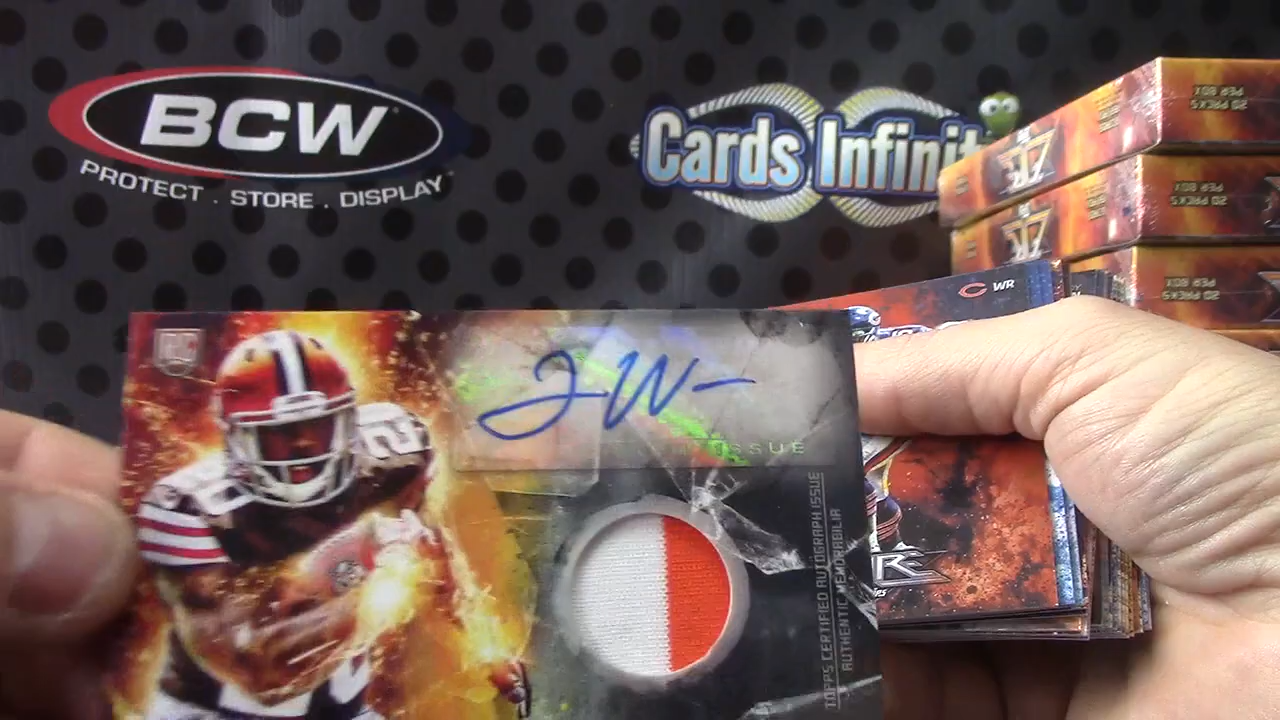 BCW
PROTECT . STORE . DISPLAY
Cards Infinit
20 PACKS
PER BOX
20 PACKS
PER BOX
20 PACKS
PER BOX
WR
RC
J W
ISSUE
TOPPS CERTIFIED AUTOGRAPH ISSUE
AUTHENTIC MEMORABILIA